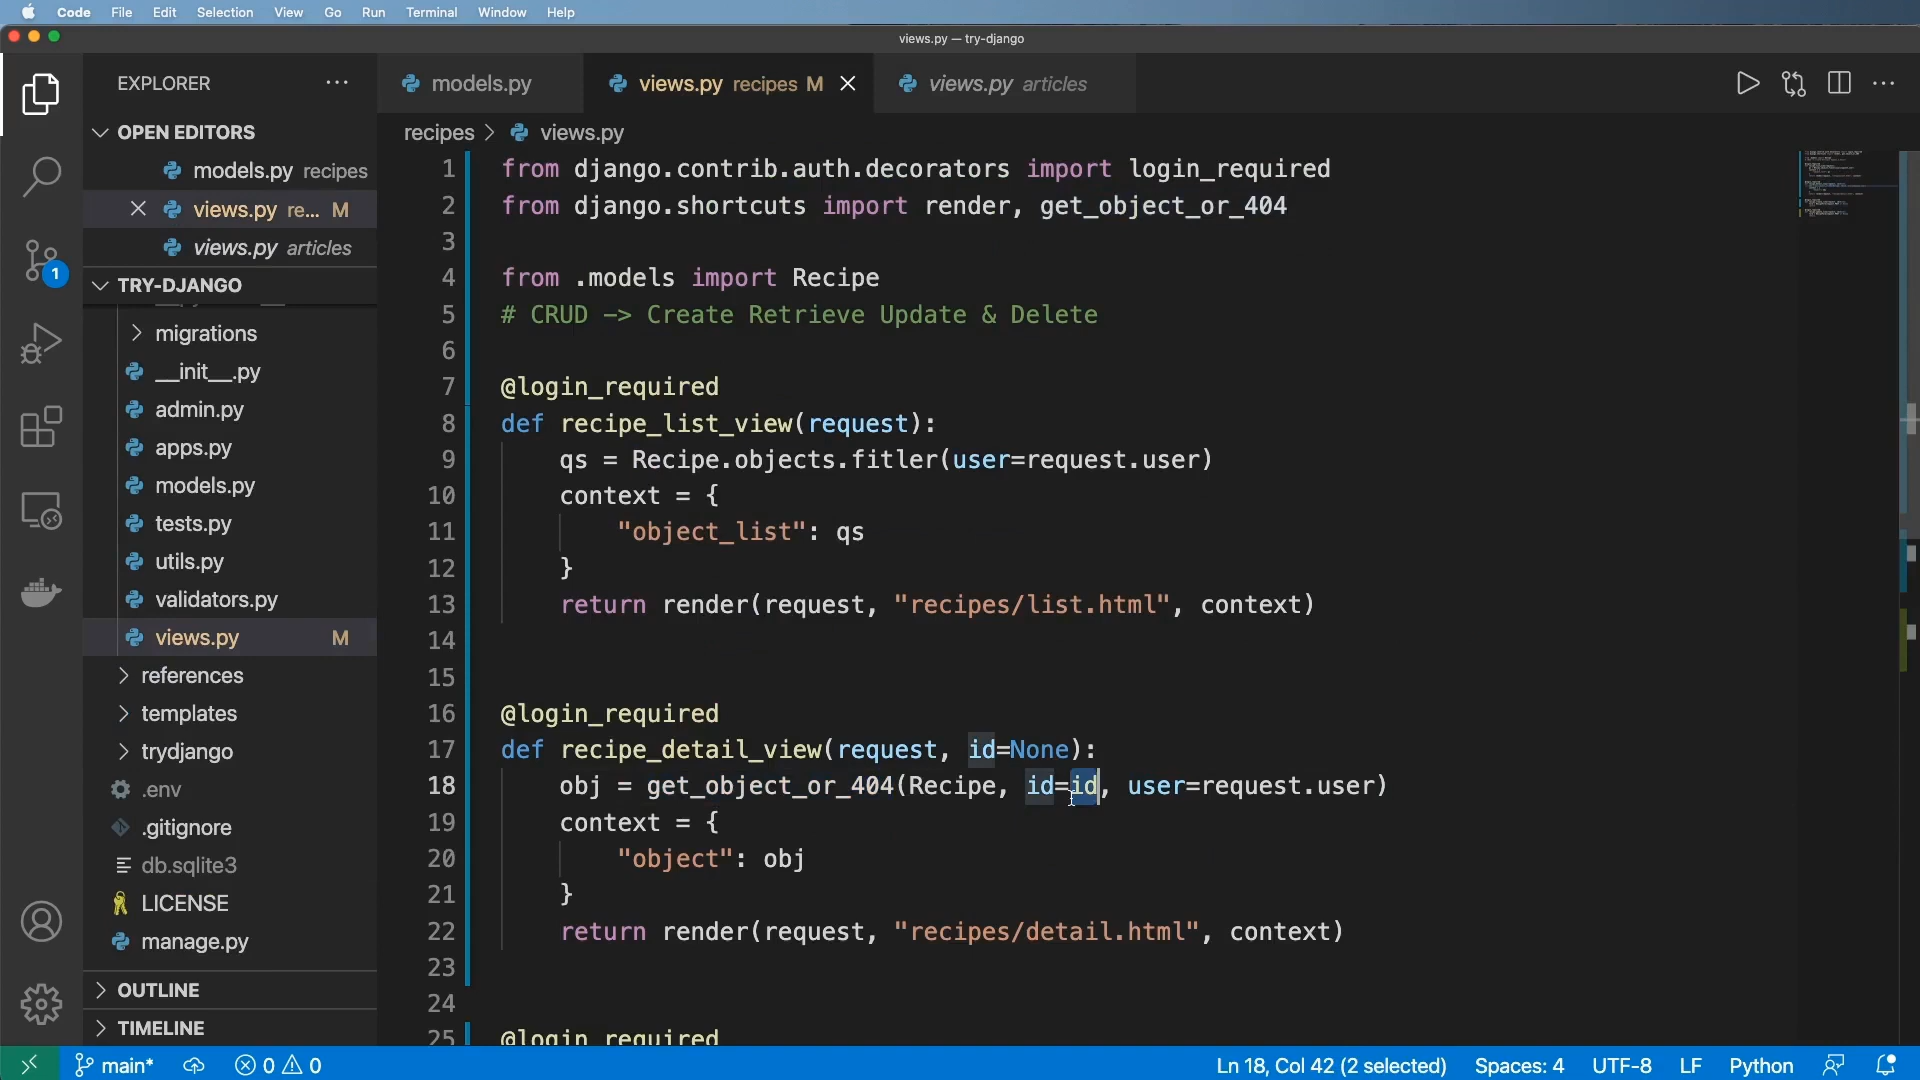 Code File Edit Selection View Go Run Terminal Window Help
views.py — try-django
EXPLORER
models.py
views.py recipes M
views.py articles
OPEN EDITORS
models.py recipes
views.py re... M
views.py articles
TRY-DJANGO
migrations
__init__.py
admin.py
apps.py
models.py
tests.py
utils.py
validators.py
views.py M
references
templates
trydjango
.env
.gitignore
db.sqlite3
LICENSE
manage.py
OUTLINE
TIMELINE
1
recipes > views.py
1 from django.contrib.auth.decorators import login_required
2 from django.shortcuts import render, get_object_or_404
3
4 from .models import Recipe
5 # CRUD -> Create Retrieve Update & Delete
6
7 @login_required
8 def recipe_list_view(request):
9 qs = Recipe.objects.fitler(user=request.user)
10 context = {
11 "object_list": qs
12 }
13 return render(request, "recipes/list.html", context)
14
15
16 @login_required
17 def recipe_detail_view(request, id=None):
18 obj = get_object_or_404(Recipe, id=id, user=request.user)
19 context = {
20 "object": obj
21 }
22 return render(request, "recipes/detail.html", context)
23
24
25 @login_required
main* 0 0 Ln 18, Col 42 (2 selected) Spaces: 4 UTF-8 LF Python